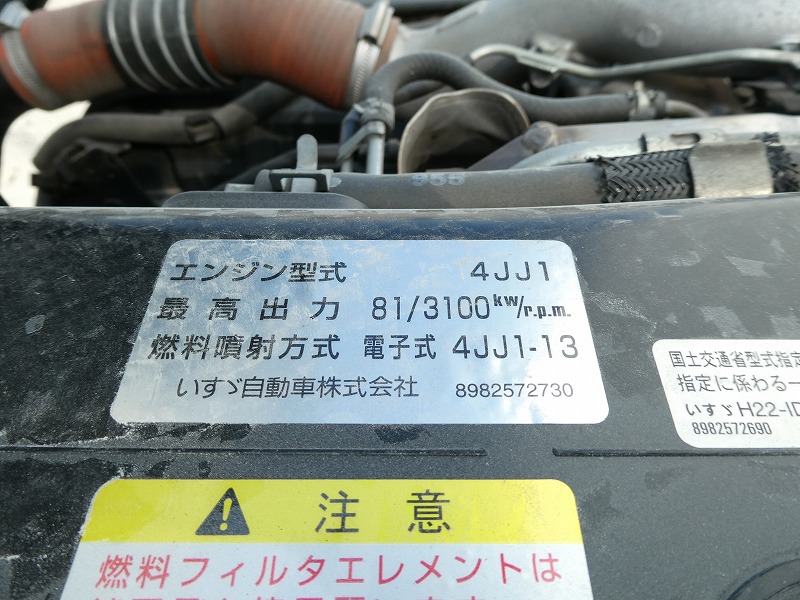 955
エンジン型式 4JJ1
最高出力 81/3100kw/r.p.m.
燃料噴射方式 電子式 4JJ1-13
いすゞ自動車株式会社 8982572730
国土交通省型式指定
指定に係わる一
いすゞH22-ID
8982572690
注意
燃料フィルタエレメントは